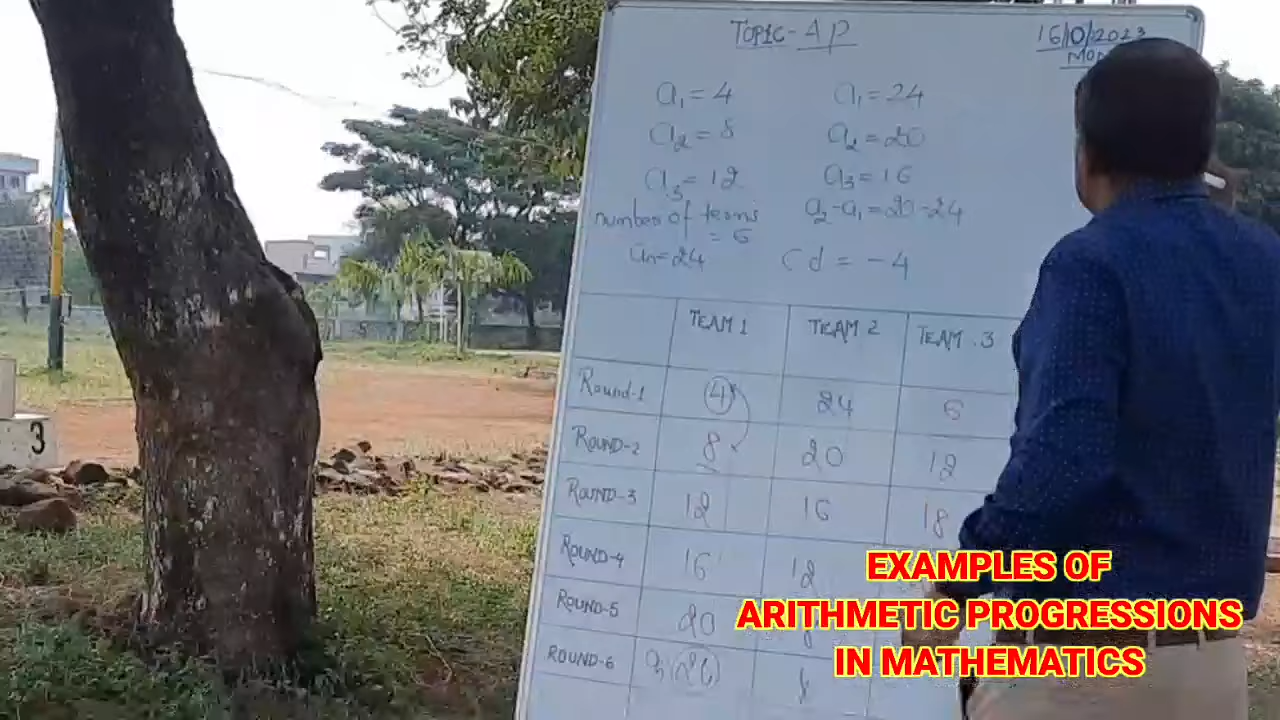 TOPIC - AP
16/10/2023
MON
a₁ = 4
a₁ = 24
a₂ = 8
a₂ = 20
a₃ = 12
a₃ = 16
number of terms
= 6
a₂ - a₁ = 20 - 24
an = 24
Cd = -4
TEAM 1 TEAM 2 TEAM . 3
Round-1 4 24 6
ROUND-2 8 20 12
ROUND-3 12 16 18
ROUND-4 16 12
ROUND-5 20 8
ROUND-6
3
EXAMPLES OF
ARITHMETIC PROGRESSIONS
IN MATHEMATICS